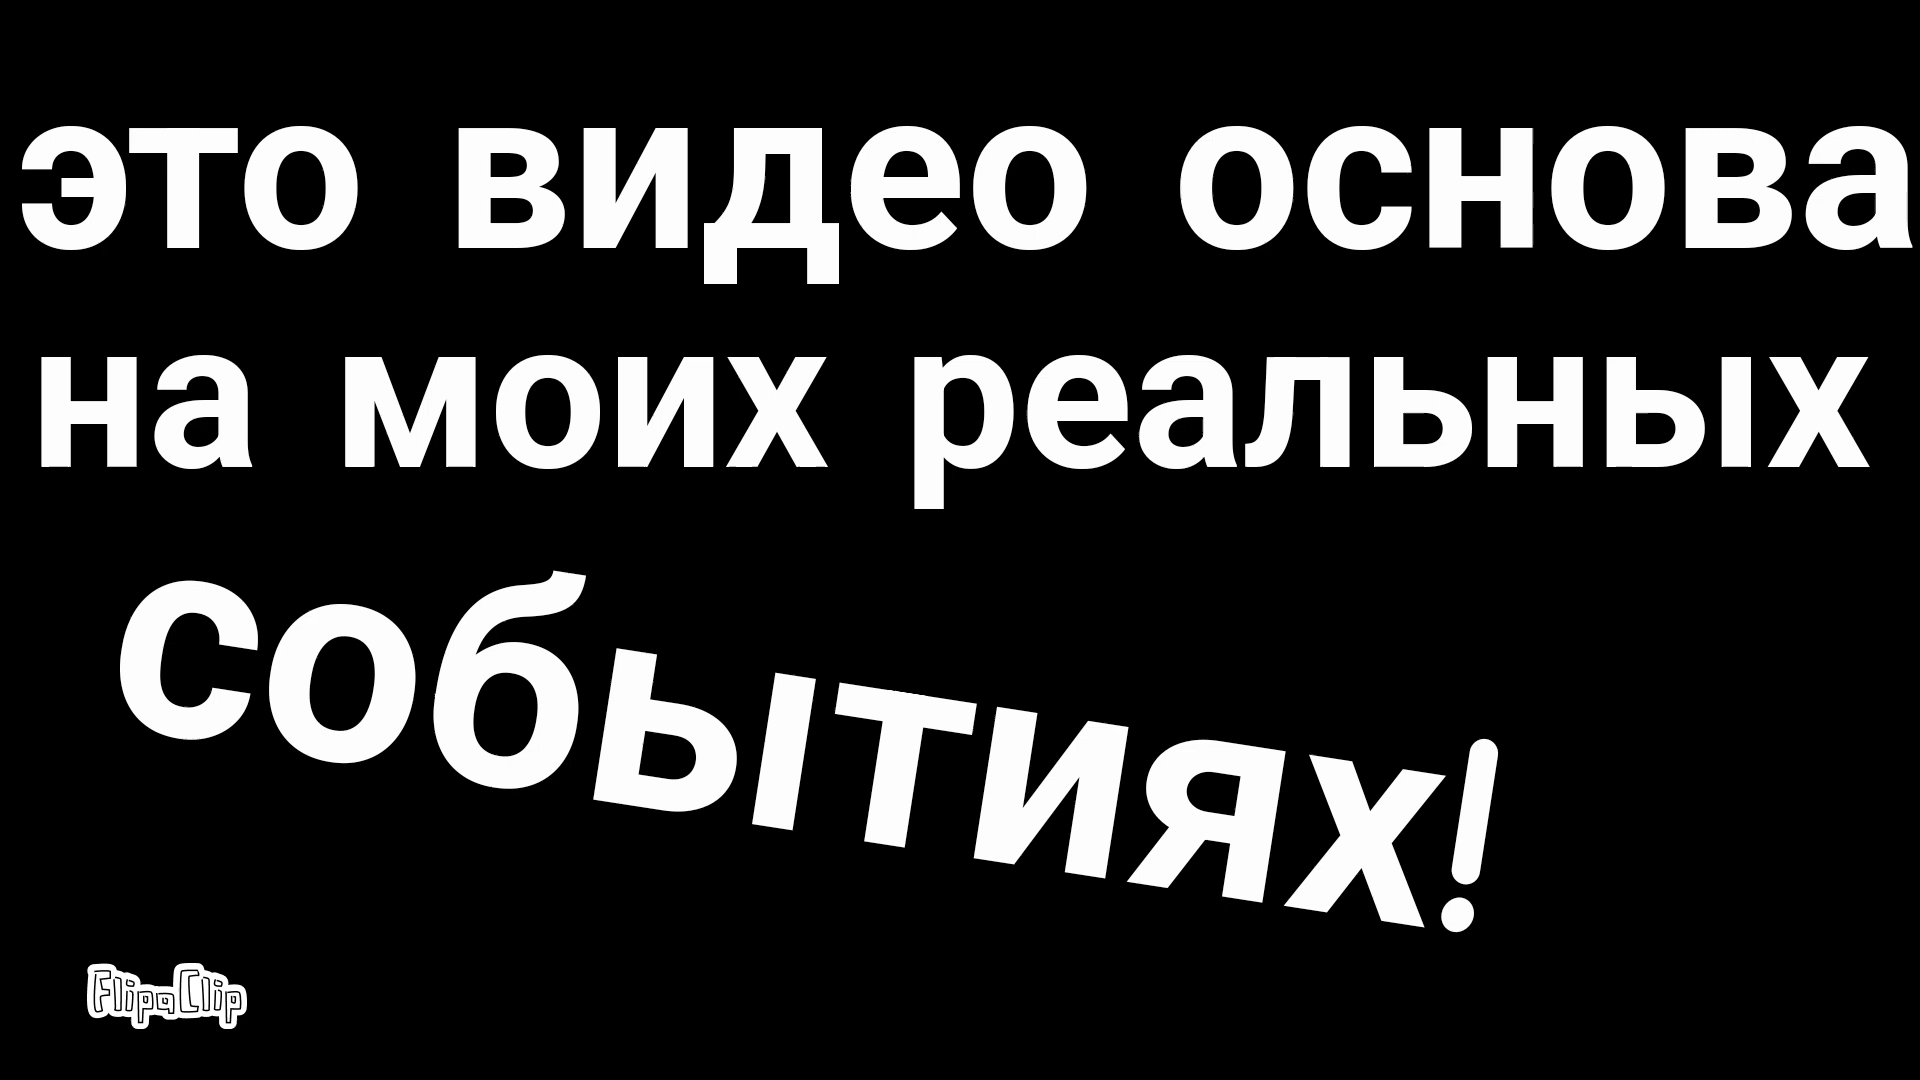 это видео основа
на моих реальных
событиях!
FlipaClip